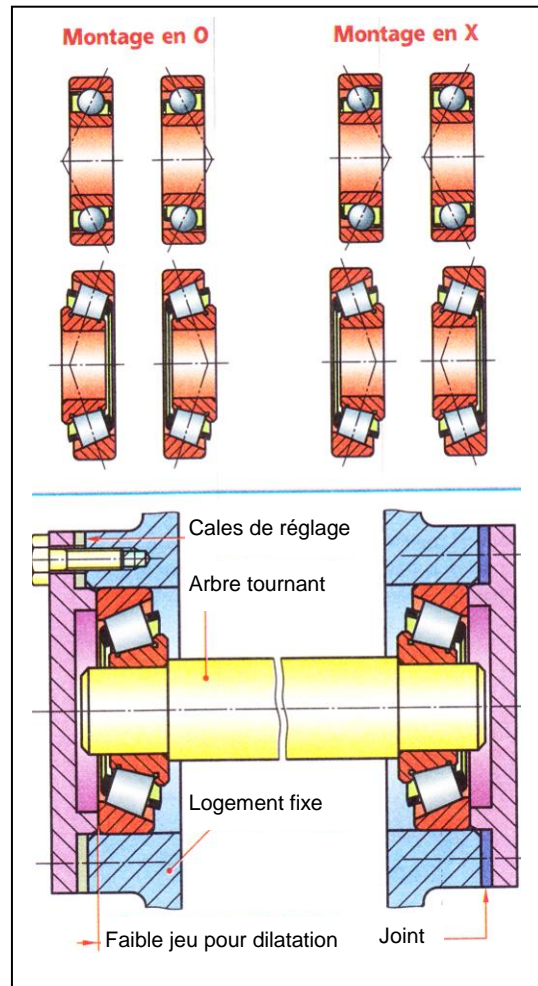 Montage en O
Montage en X
Cales de réglage
Arbre tournant
Logement fixe
Faible jeu pour dilatation
Joint